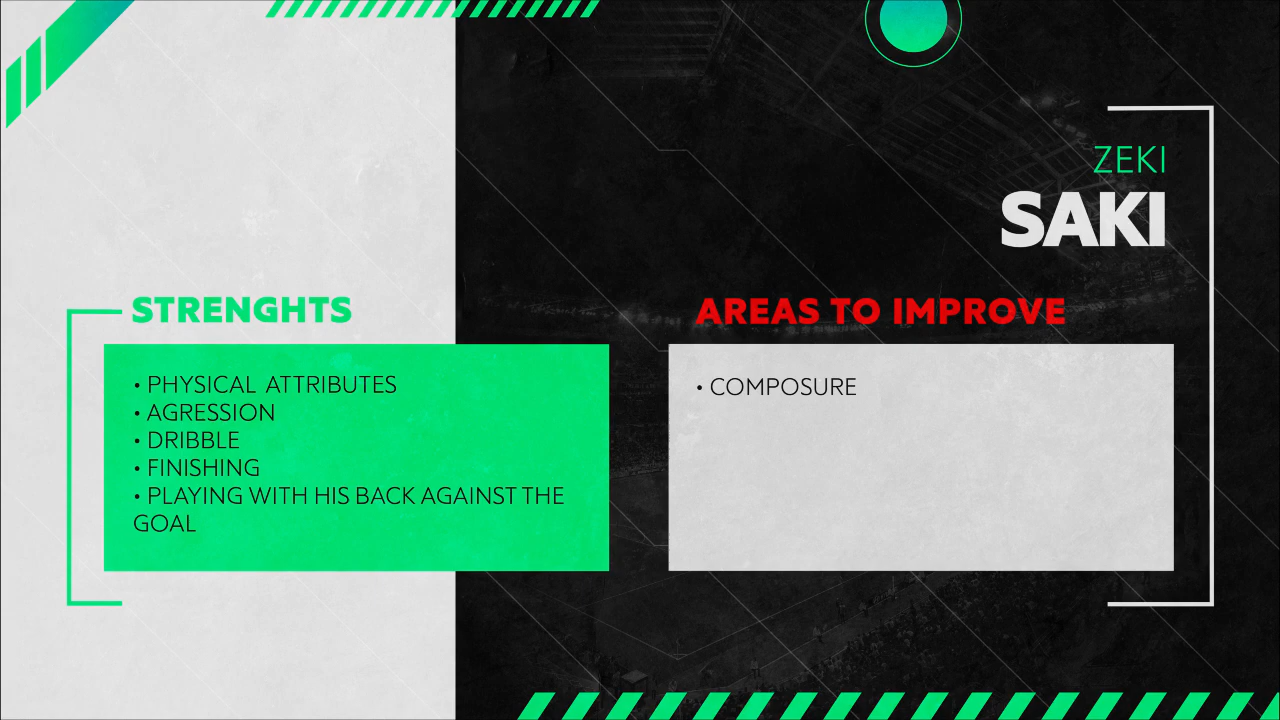 ZEKI
SAKI
STRENGHTS
• PHYSICAL  ATTRIBUTES
• AGRESSION
• DRIBBLE
• FINISHING
• PLAYING WITH HIS BACK AGAINST THE
GOAL
AREAS TO IMPROVE
• COMPOSURE